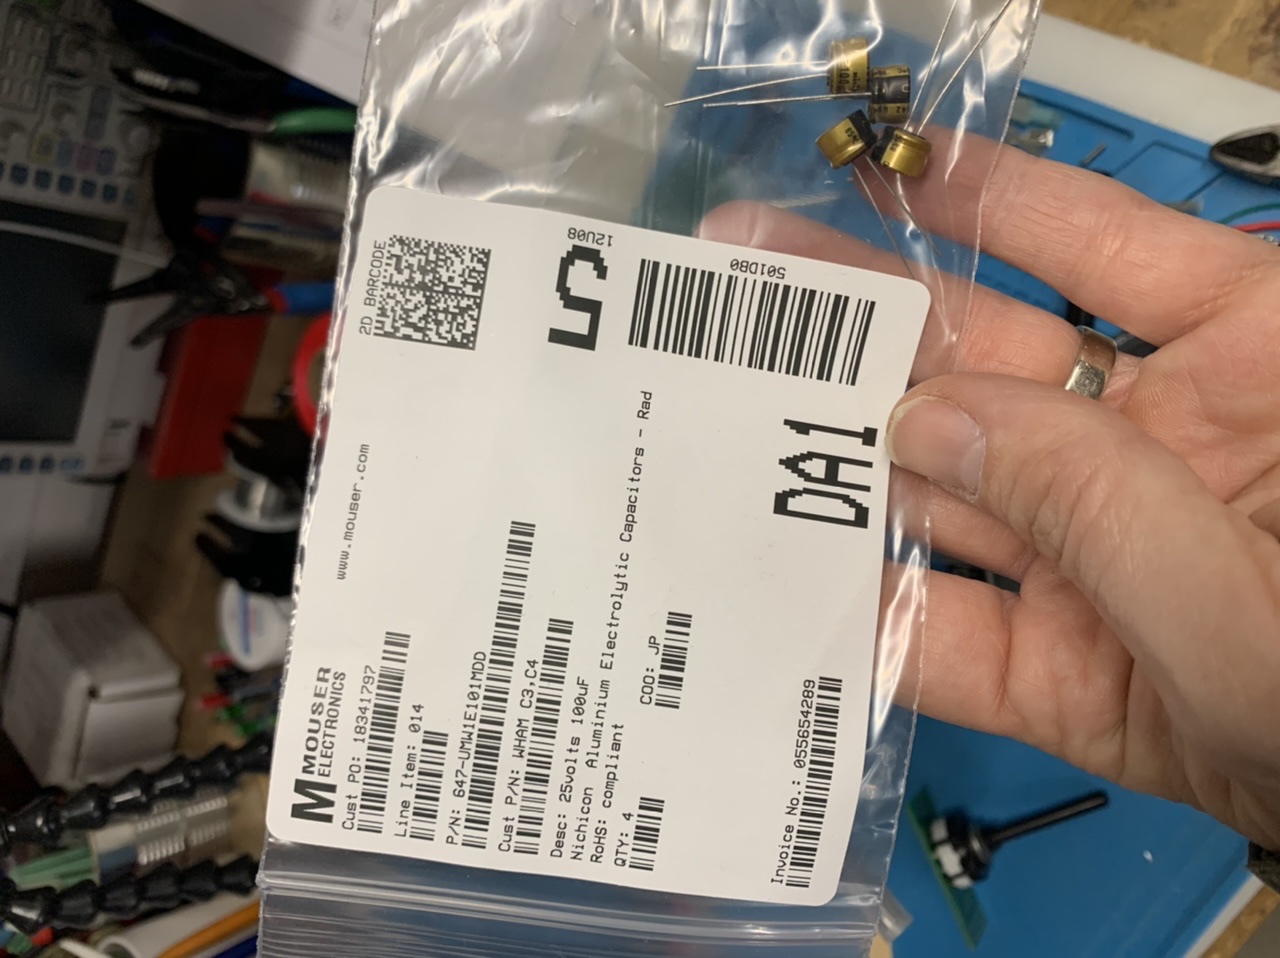 MOUSER
ELECTRONICS
www.mouser.com
2D BARCODE
Cust PO: 18341797
Line Item: 014
P/N: 647-UMW1E101MDD
Cust P/N: WHAM C3,C4
Desc: 25volts 100uF
Nichicon Aluminium Electrolytic Capacitors - Rad
RoHS: compliant
COO: JP
QTY: 4
5
12U08
501DB0
DA1
Invoice No.: 055654289